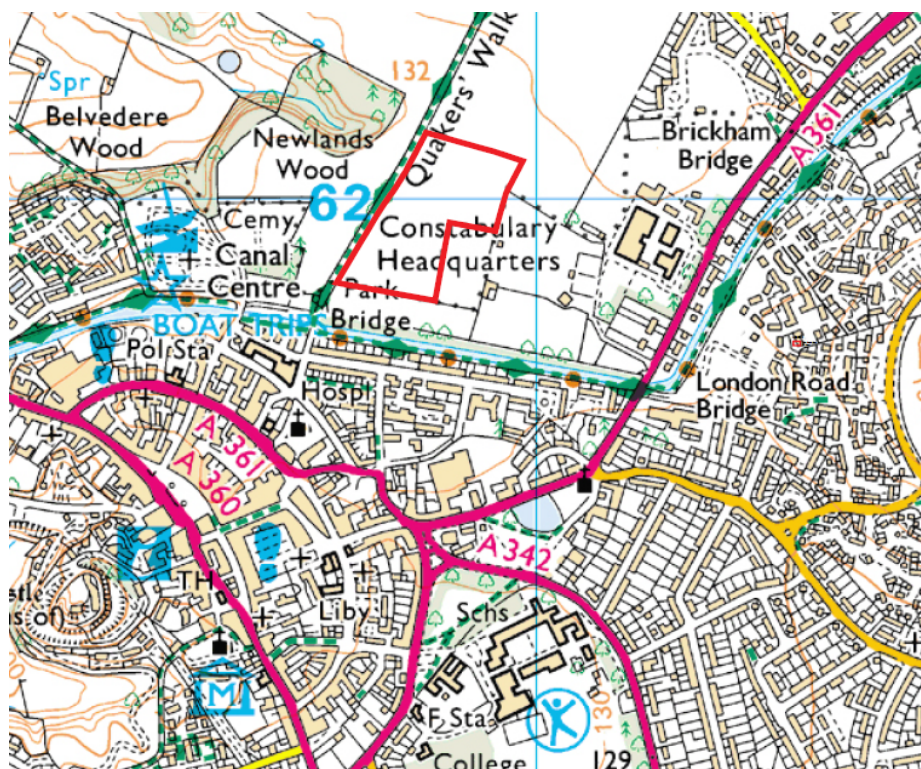 Spr
Belvedere
Wood
132
Quakers' Walk
Newlands
Wood
Brickham
Bridge
A 361
62
Cemy
Canal
Centre
BOAT TRIPS
Constabulary
Headquarters
Park
Bridge
Pol Sta
Hospl
London Road
Bridge
A 361
A 360
A 342
TH
Liby
Schs
M
F Sta
College
130
129